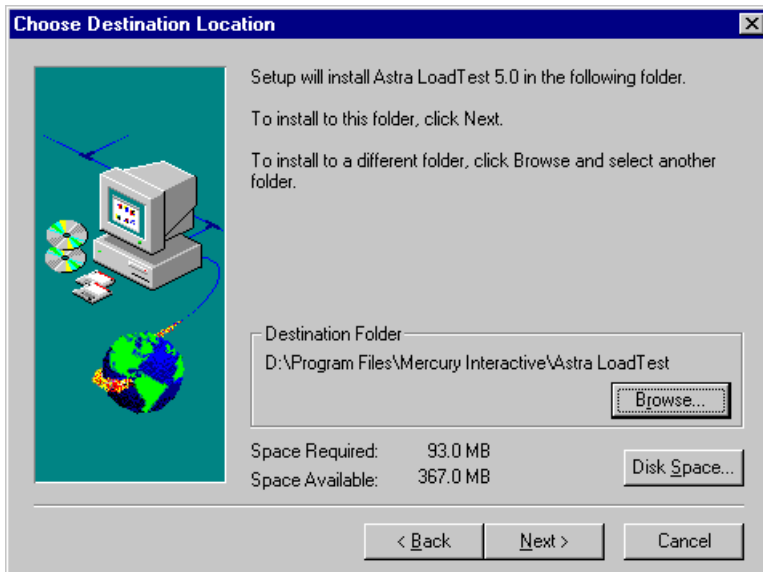 Choose Destination Location
Setup will install Astra LoadTest 5.0 in the following folder.
To install to this folder, click Next.
To install to a different folder, click Browse and select another
folder.
Destination Folder
D:\Program Files\Mercury Interactive\Astra LoadTest
Browse...
Space Required: 93.0 MB
Space Available: 367.0 MB
Disk Space...
< Back
Next >
Cancel